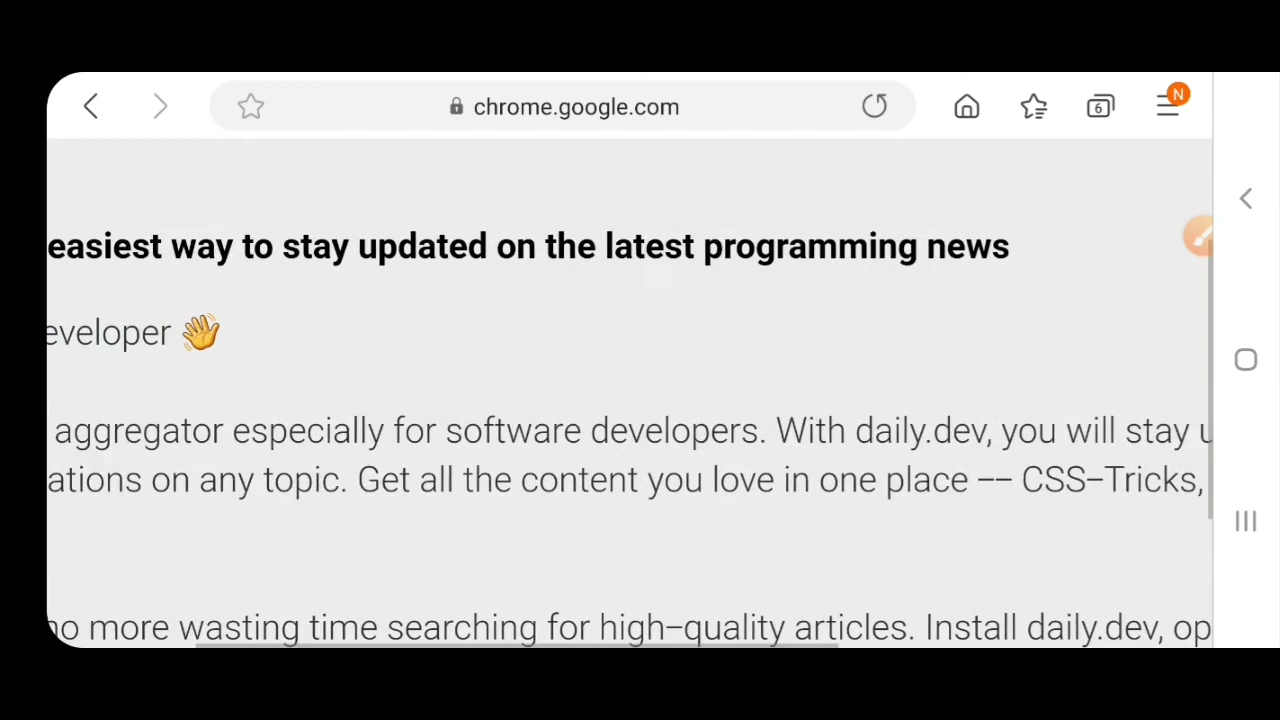 chrome.google.com
6
N
easiest way to stay updated on the latest programming news
eveloper 👋
aggregator especially for software developers. With daily.dev, you will stay u
ations on any topic. Get all the content you love in one place -- CSS-Tricks,
no more wasting time searching for high-quality articles. Install daily.dev, op